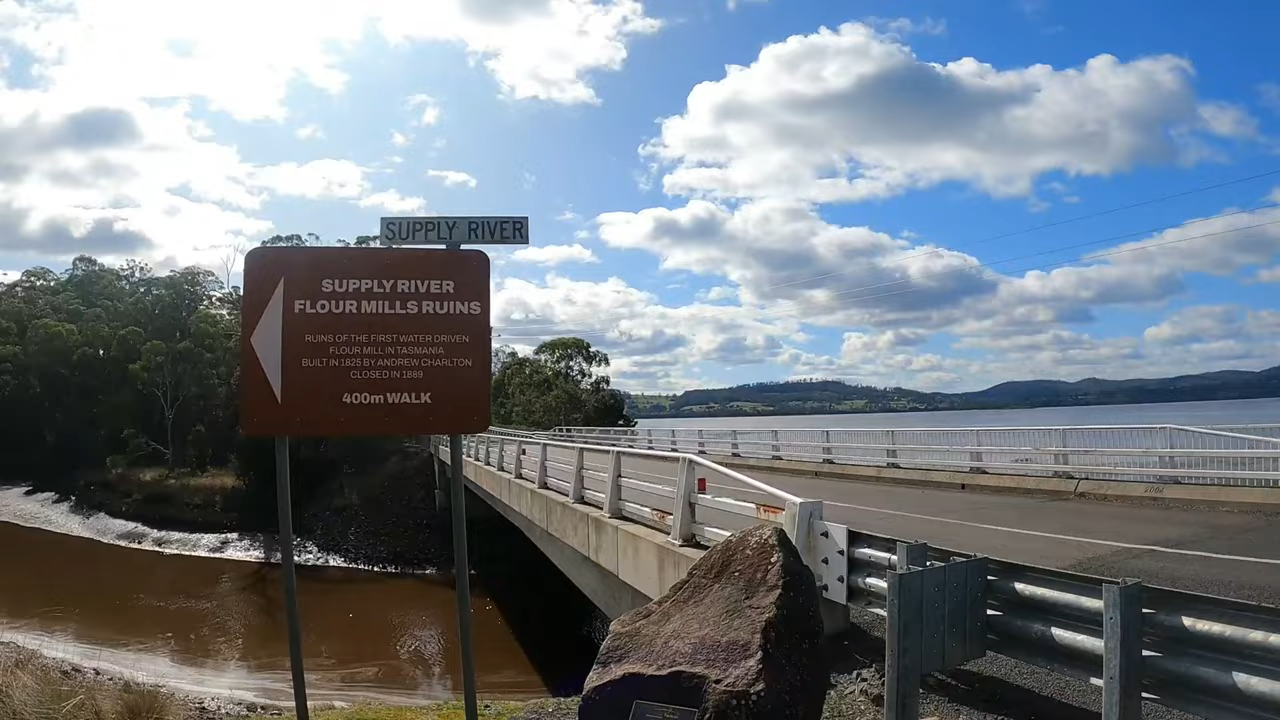 SUPPLY RIVER
SUPPLY RIVER
FLOUR MILLS RUINS
RUINS OF THE FIRST WATER DRIVEN
FLOUR MILL IN TASMANIA
BUILT IN 1825 BY ANDREW CHARLTON
CLOSED IN 1889
400m WALK